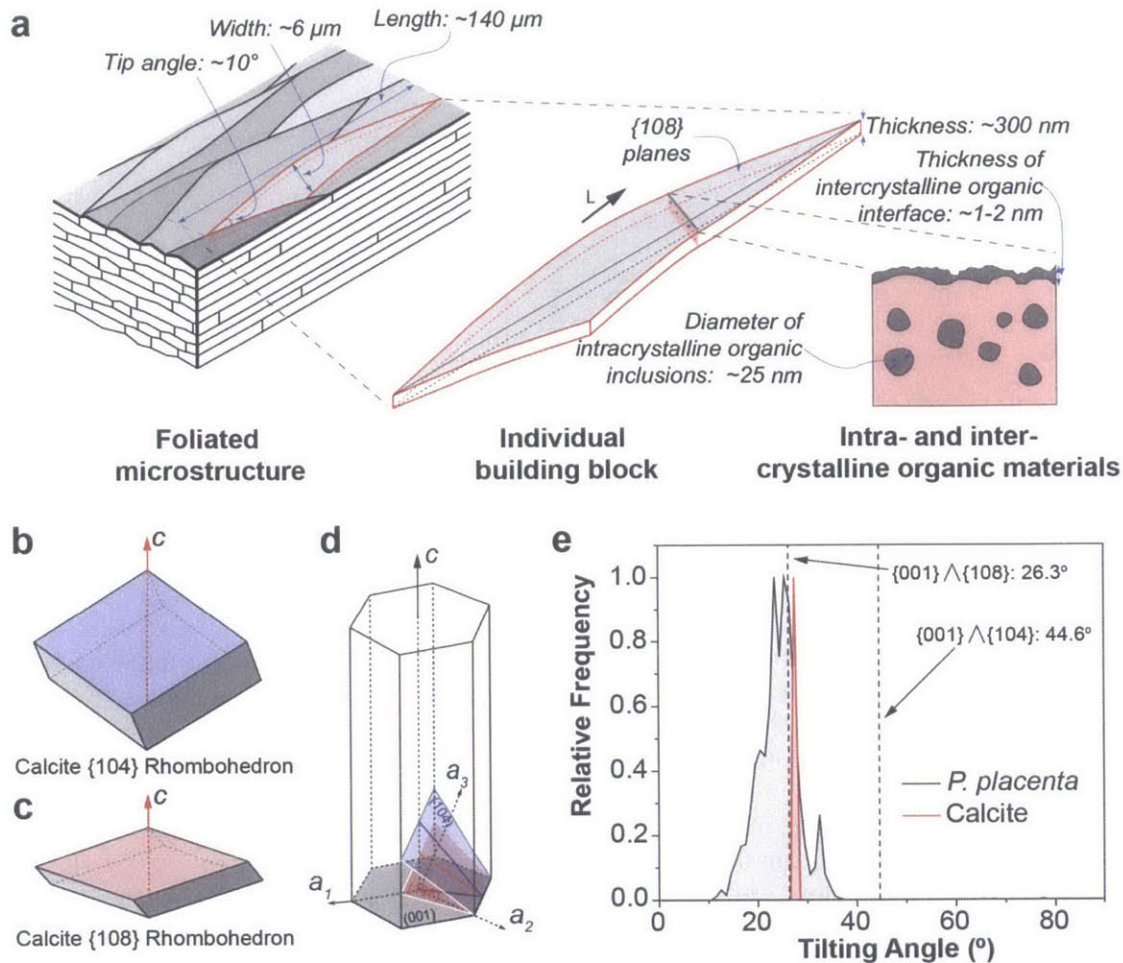 a
Width: ~6 µm
Length: ~140 µm
Tip angle: ~10°
{108}
planes
L
Thickness: ~300 nm
Thickness of
intercrystalline organic
interface: ~1-2 nm
Diameter of
intracrystalline organic
inclusions: ~25 nm
Foliated
microstructure
Individual
building block
Intra- and inter-
crystalline organic materials
b
c
Calcite {104} Rhombohedron
c
c
Calcite {108} Rhombohedron
d
c
a3
(104)
a1
(001)
a2
e
{001} ⋀{108}: 26.3º
{001} ⋀{104}: 44.6º
Relative Frequency
1.0
0.8
0.6
0.4
0.2
0.0
P. placenta
Calcite
0 20 40 60 80
Tilting Angle (º)